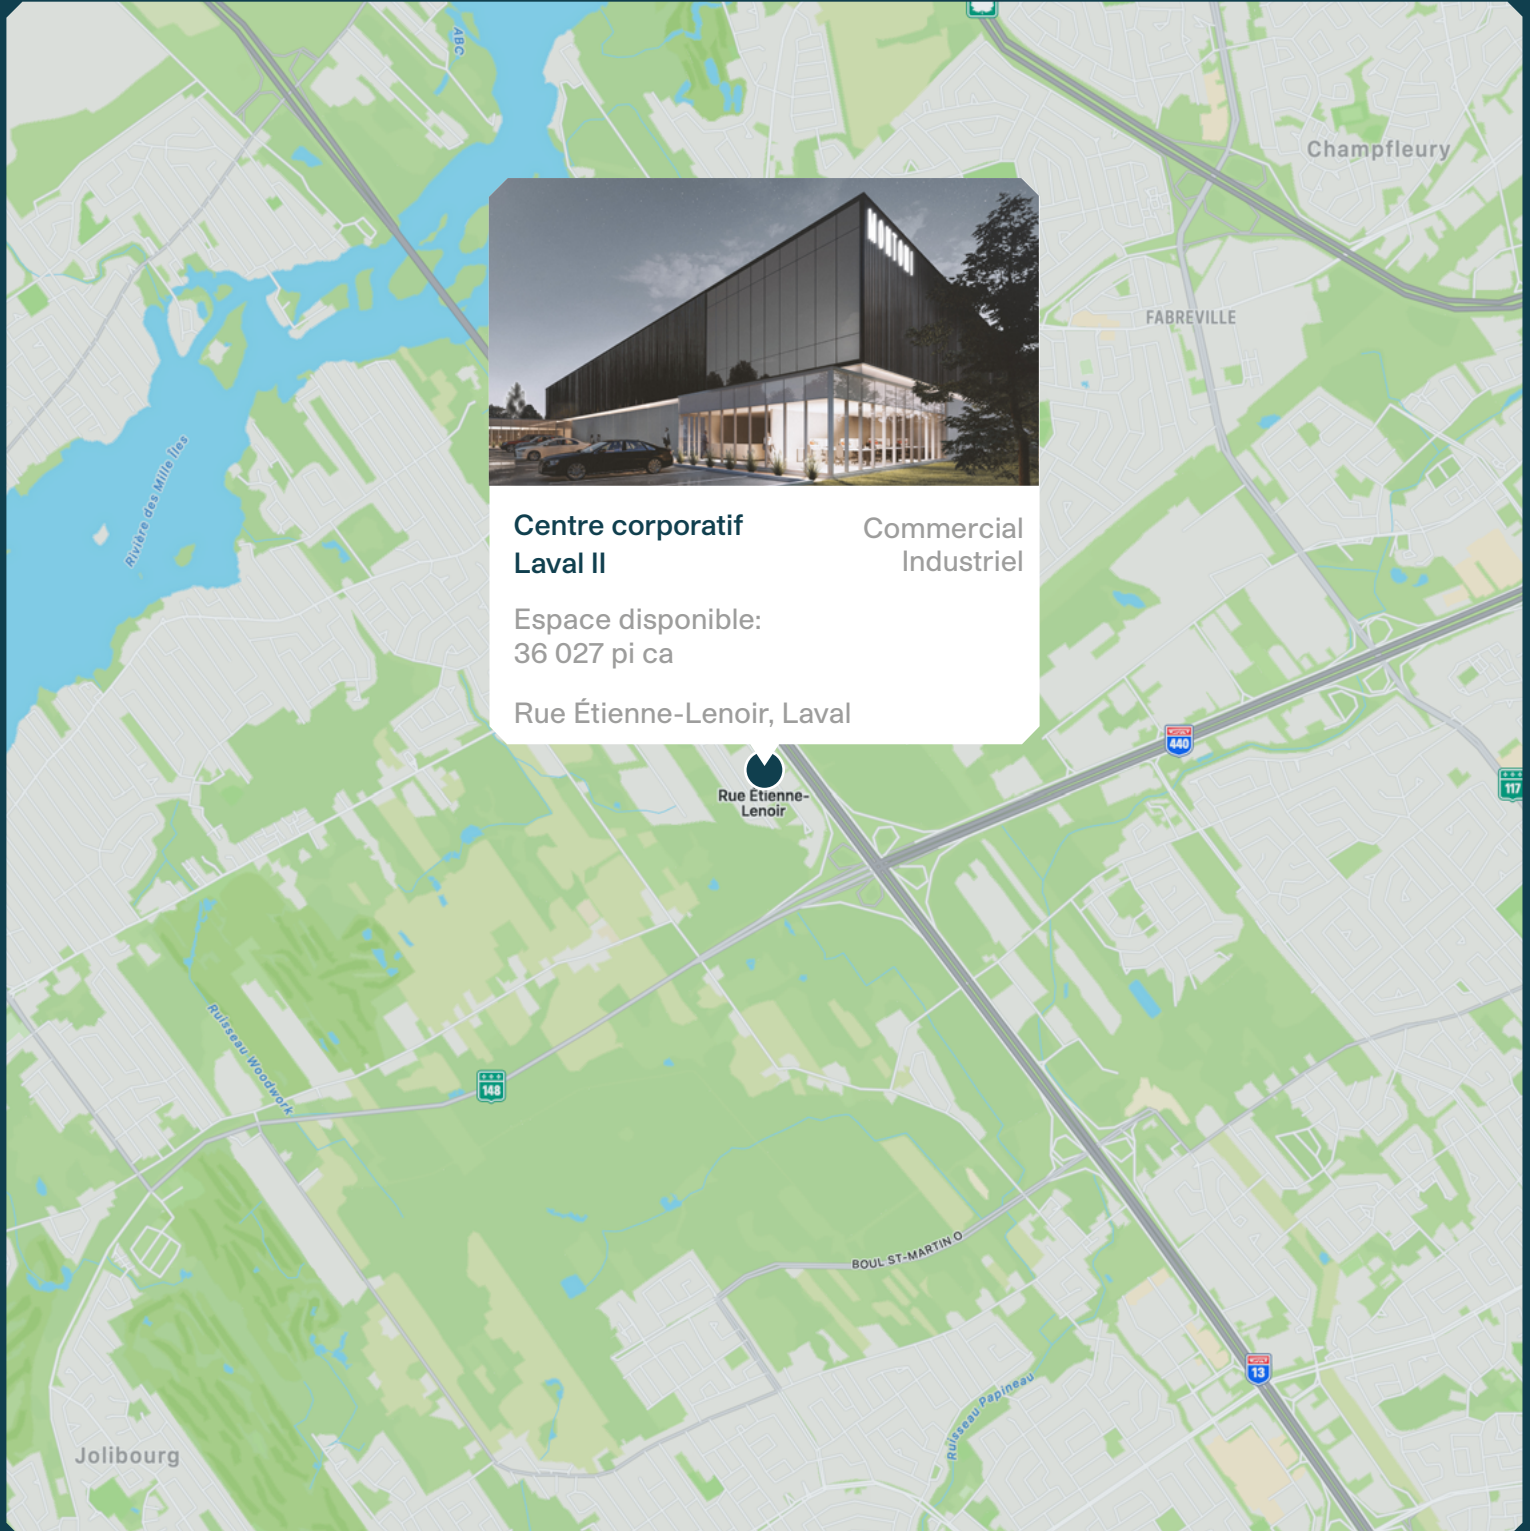 ABC
Champfleury
MONTONI
FABREVILLE
Rivière des Mille Îles
Centre corporatif
Laval II
Commercial
Industriel
Espace disponible:
36 027 pi ca
Rue Étienne-Lenoir, Laval
440
117
Rue Étienne-
Lenoir
Ruisseau Woodwork
148
BOUL ST-MARTIN O
13
Ruisseau Papineau
Jolibourg